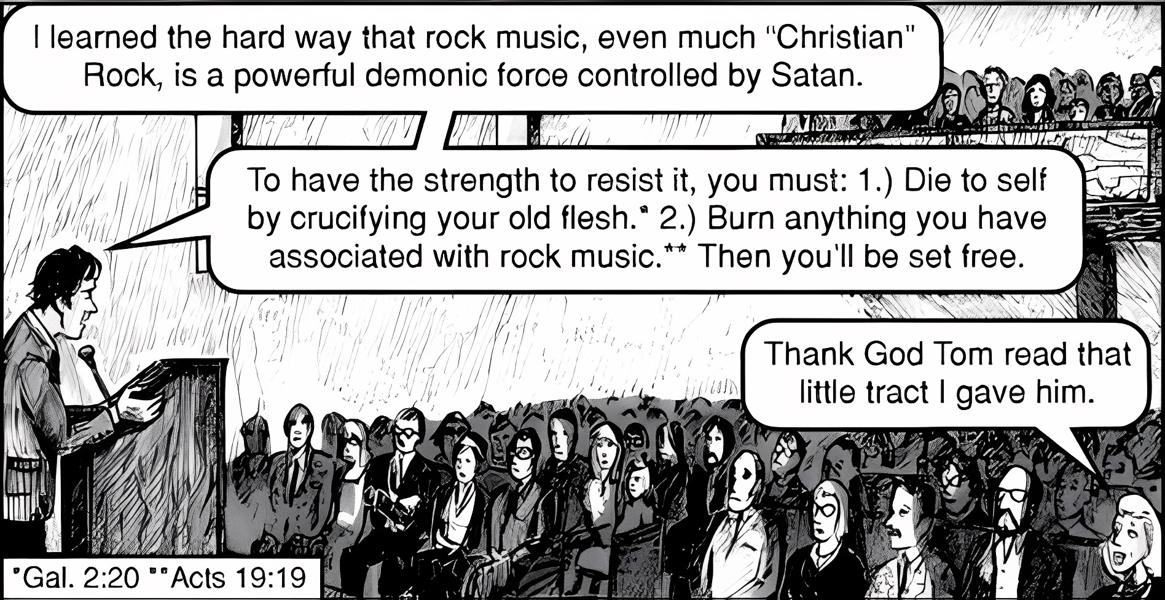 I learned the hard way that rock music, even much "Christian"
Rock, is a powerful demonic force controlled by Satan.
To have the strength to resist it, you must: 1.) Die to self
by crucifying your old flesh.* 2.) Burn anything you have
associated with rock music.** Then you'll be set free.
Thank God Tom read that
little tract I gave him.
*Gal. 2:20 **Acts 19:19